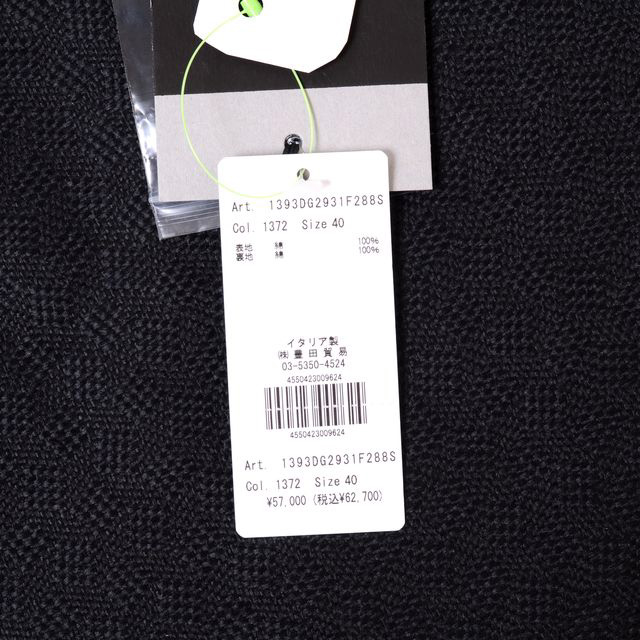 Art. 1393DG2931F288S
Col. 1372 Size 40
表地 綿 100%
裏地 綿 100%
イタリア製
㈱豊田貿易
03-5350-4524
4550423009624
4550423009624
Art. 1393DG2931F288S
Col. 1372 Size 40
¥57,000 (税込¥62,700)